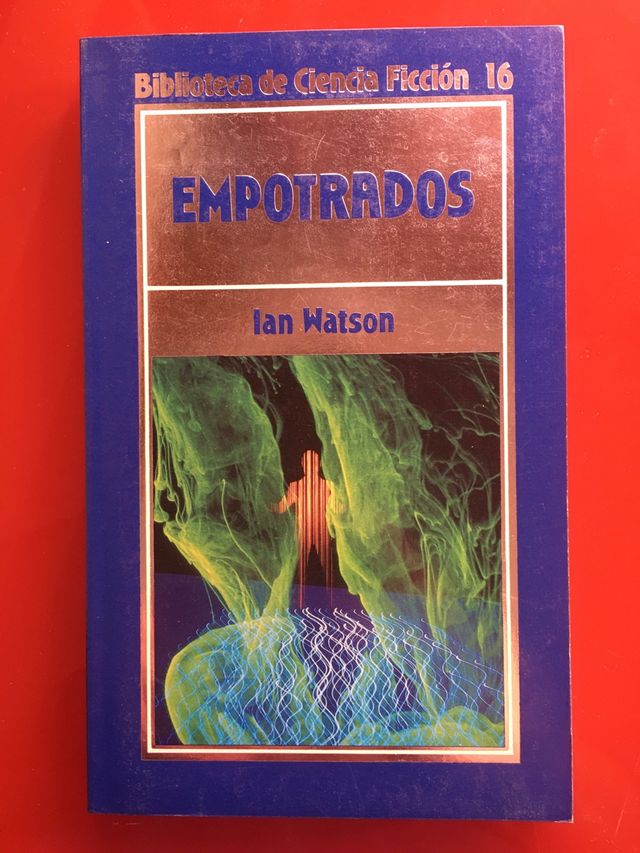 Biblioteca de Ciencia Ficción 16
EMPOTRADOS
Ian Watson